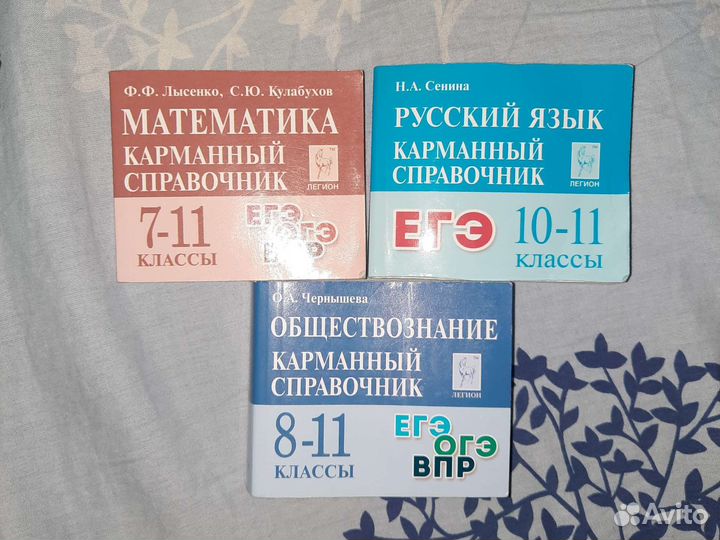 Ф.Ф. Лысенко, С.Ю. Кулабухов
МАТЕМАТИКА
КАРМАННЫЙ
СПРАВОЧНИК
ЛЕГИОН
7-11
КЛАССЫ
ЕГЭ
ОГЭ
ВПР
Н.А. Сенина
РУССКИЙ ЯЗЫК
КАРМАННЫЙ
СПРАВОЧНИК
ЛЕГИОН
ЕГЭ
10-11
классы
О.А. Чернышева
ОБЩЕСТВОЗНАНИЕ
КАРМАННЫЙ
СПРАВОЧНИК
ЛЕГИОН
8-11
КЛАССЫ
ЕГЭ
ОГЭ
ВПР
Avito